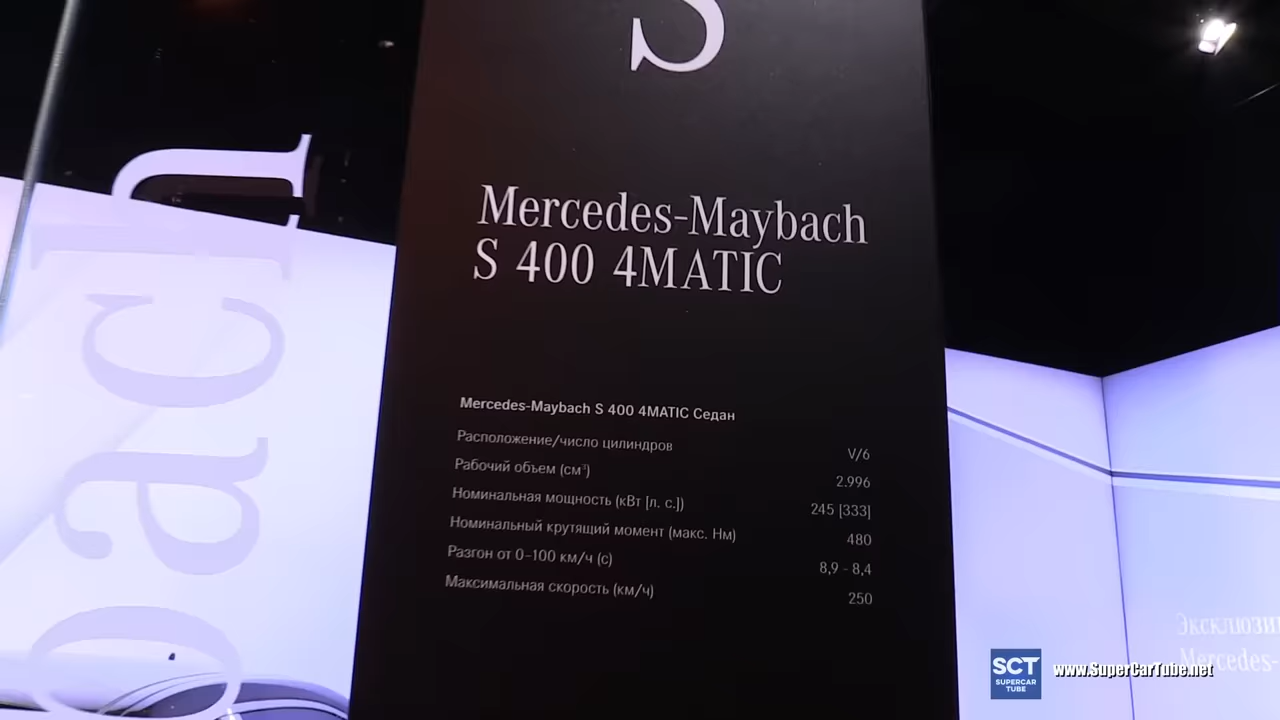 S
Mercedes-Maybach
S 400 4MATIC
Mercedes-Maybach S 400 4MATIC Седан
Расположение/число цилиндров V/6
Рабочий объем (см³) 2.996
Номинальная мощность (кВт [л. с.]) 245 [333]
Номинальный крутящий момент (макс. Нм) 480
Разгон от 0-100 км/ч (с) 8,9 - 8,4
Максимальная скорость (км/ч) 250
bach
Mercedes-
SCT
SUPERCAR
TUBE
www.SuperCarTube.net